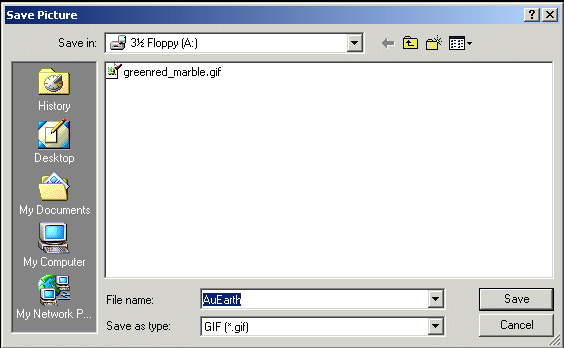 Save Picture
Save in: 3½ Floppy (A:)
greenred_marble.gif
History
Desktop
My Documents
My Computer
My Network P...
File name: AuEarth Save
Save as type: GIF (*.gif) Cancel